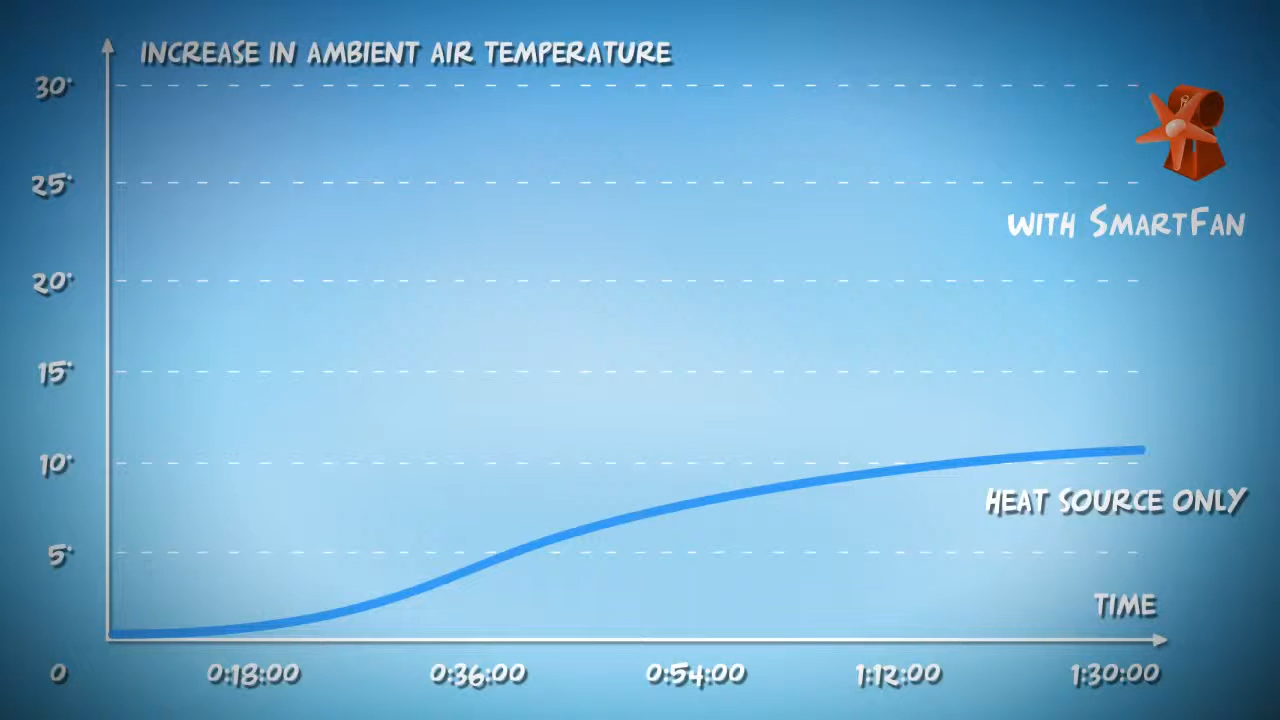 INCREASE IN AMBIENT AIR TEMPERATURE
30°
25°
WITH SMARTFAN
20°
15°
10°
HEAT SOURCE ONLY
5°
TIME
0 0:18:00 0:36:00 0:54:00 1:12:00 1:30:00